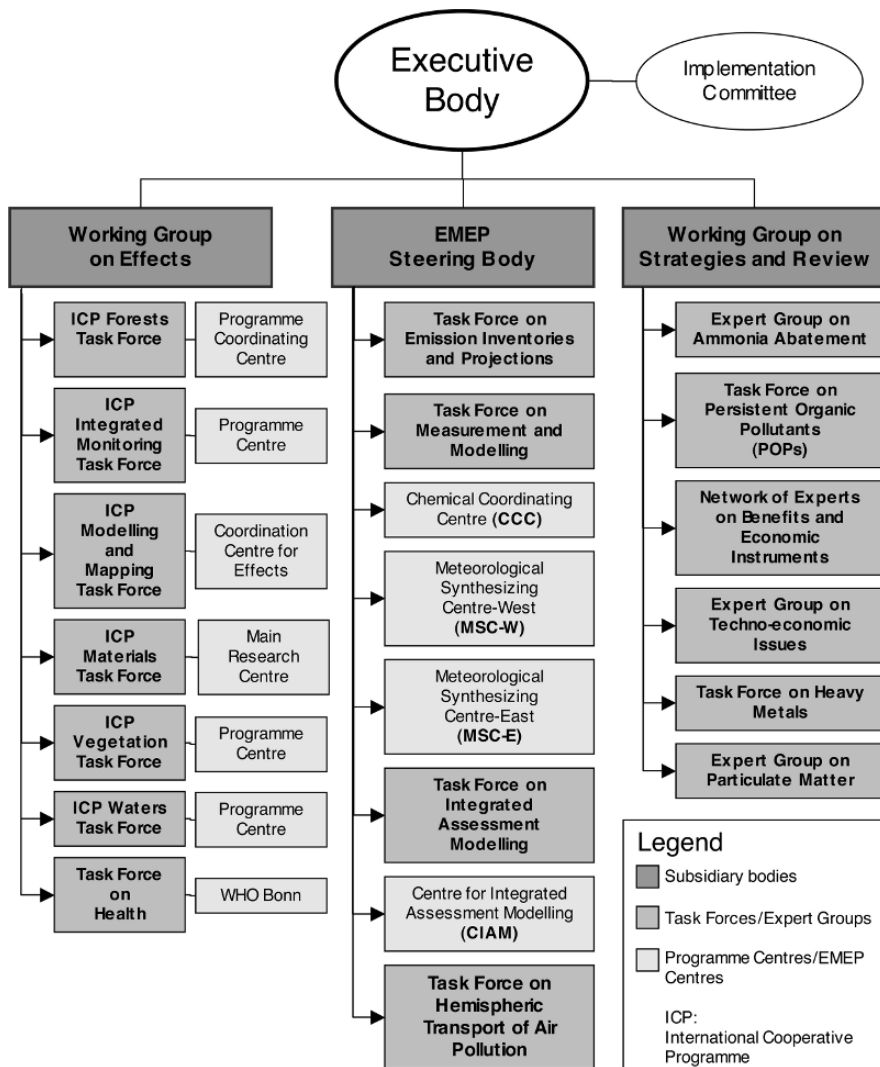 Executive
Body
Implementation
Committee
Working Group
on Effects
ICP Forests
Task Force
Programme
Coordinating
Centre
ICP
Integrated
Monitoring
Task Force
Programme
Centre
ICP
Modelling
and
Mapping
Task Force
Coordination
Centre for
Effects
ICP
Materials
Task Force
Main
Research
Centre
ICP
Vegetation
Task Force
Programme
Centre
ICP Waters
Task Force
Programme
Centre
Task Force
on
Health
WHO Bonn
EMEP
Steering Body
Task Force on
Emission Inventories
and Projections
Task Force on
Measurement and
Modelling
Chemical Coordinating
Centre (CCC)
Meteorological
Synthesizing
Centre-West
(MSC-W)
Meteorological
Synthesizing
Centre-East
(MSC-E)
Task Force on
Integrated
Assessment
Modelling
Centre for Integrated
Assessment Modelling
(CIAM)
Task Force on
Hemispheric
Transport of Air
Pollution
Working Group on
Strategies and Review
Expert Group on
Ammonia Abatement
Task Force on
Persistent Organic
Pollutants
(POPs)
Network of Experts
on Benefits and
Economic
Instruments
Expert Group on
Techno-economic
Issues
Task Force on Heavy
Metals
Expert Group on
Particulate Matter
Legend
Subsidiary bodies
Task Forces/Expert Groups
Programme Centres/EMEP
Centres
ICP:
International Cooperative
Programme